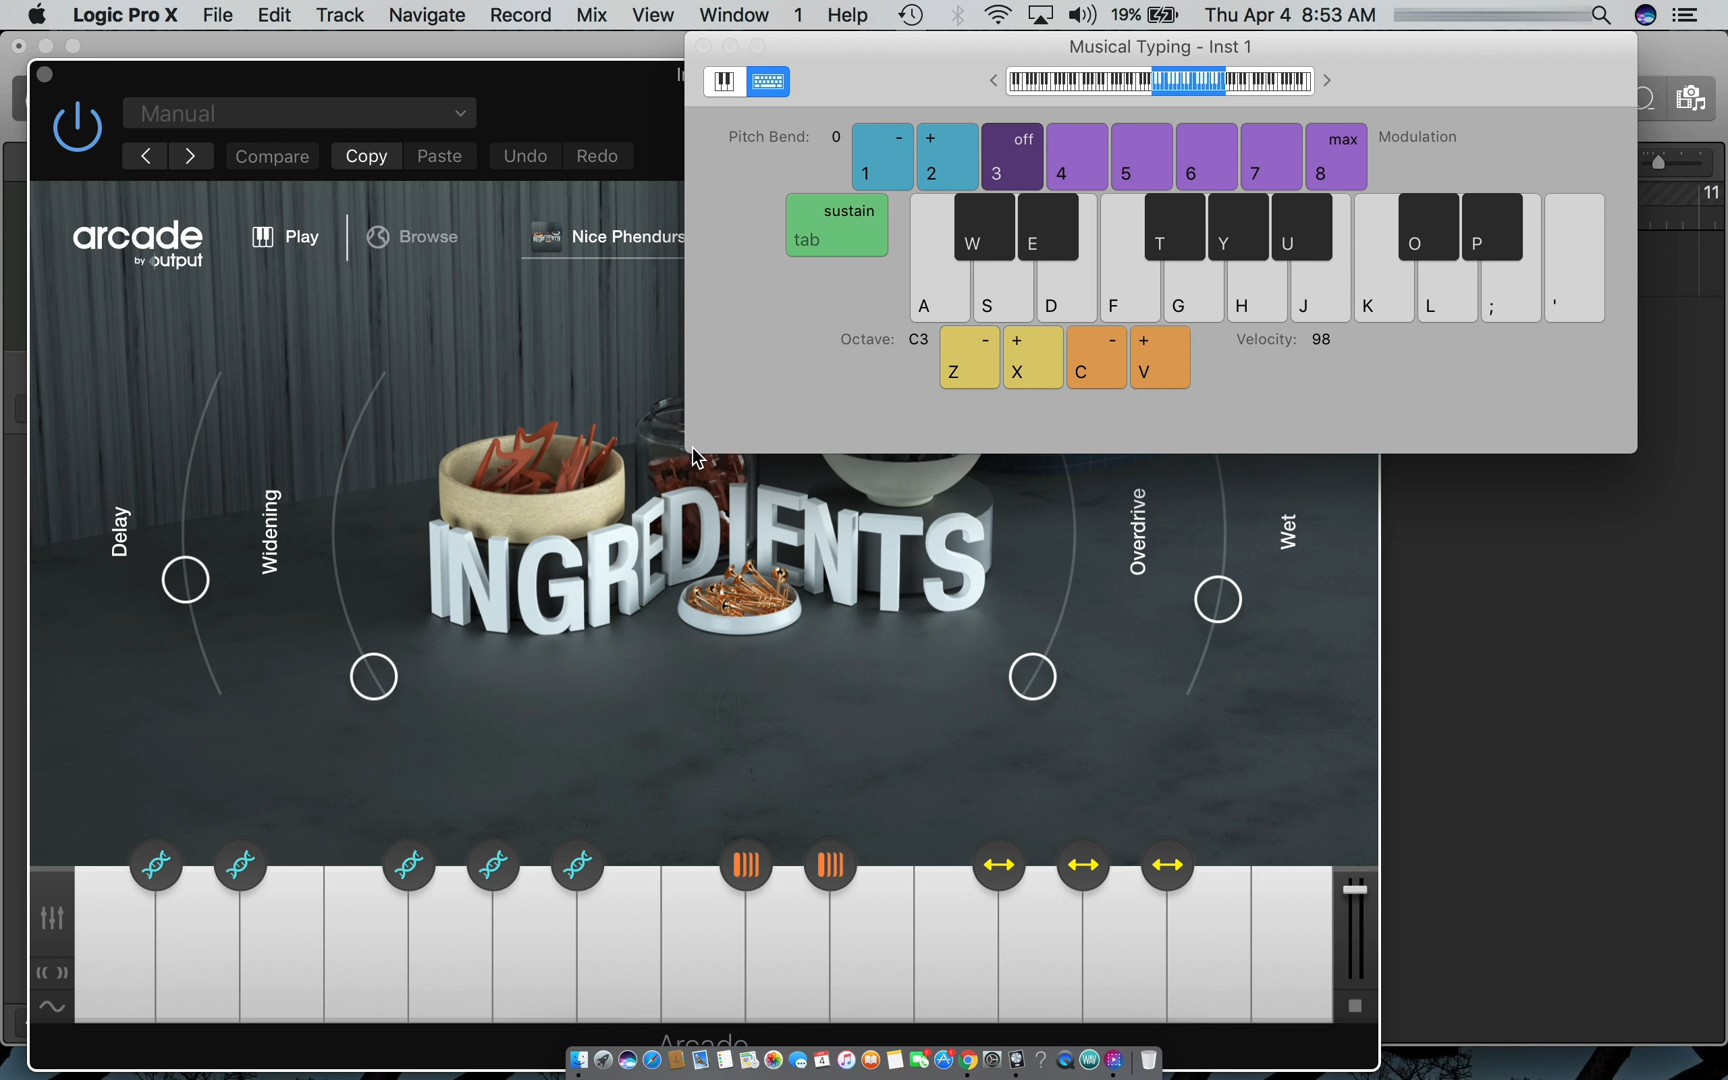 Logic Pro X File Edit Track Navigate Record Mix View Window 1 Help 19% Thu Apr 4 8:53 AM
Musical Typing - Inst 1
Manual
Compare Copy Paste Undo Redo
11
Pitch Bend: 0 - + off max Modulation
1 2 3 4 5 6 7 8
sustain
tab
W E T Y U O P
A S D F G H J K L ; '
Octave: C3 - + - + Velocity: 98
Z X C V
arcade
by output
Play Browse Nice Phendurs
Delay
Widening
INGREDIENTS
Overdrive
Wet
Arcade